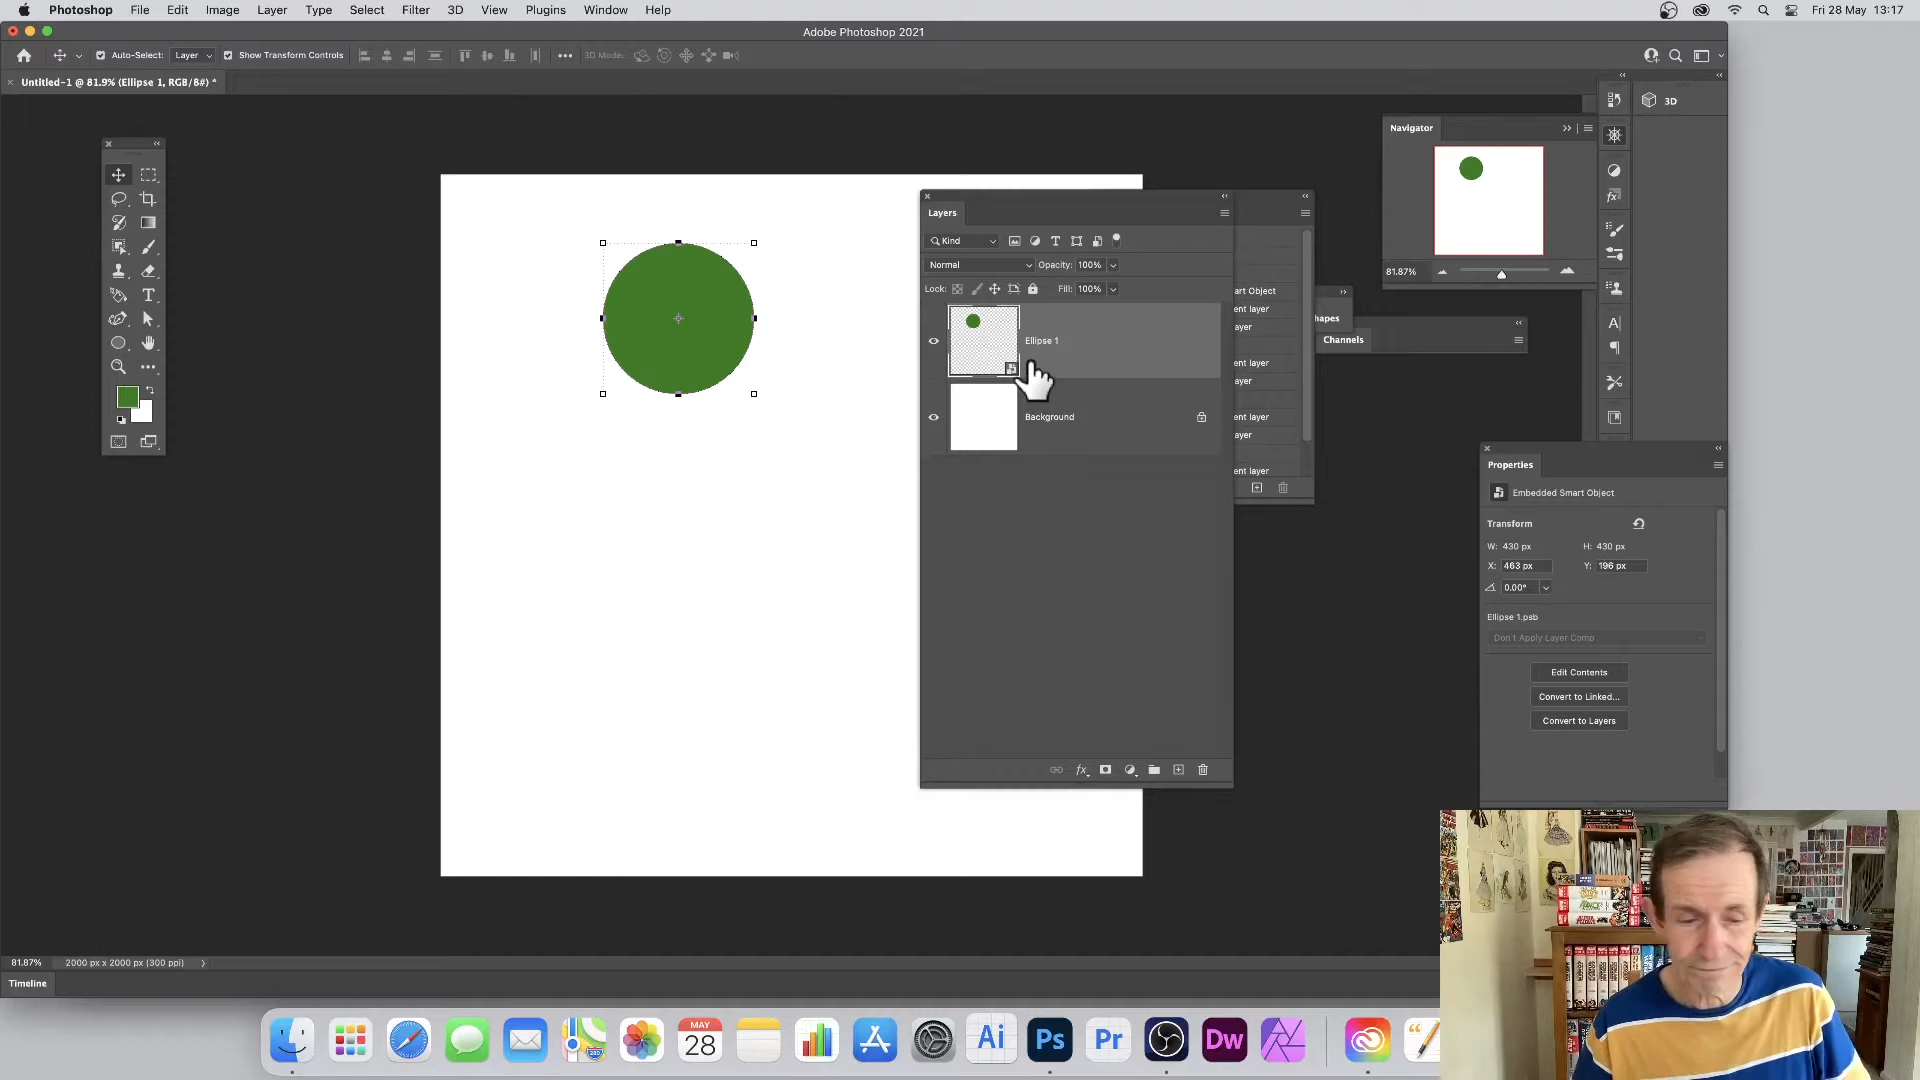 Photoshop File Edit Image Layer Type Select Filter 3D View Plugins Window Help Fri 28 May 13:17
Adobe Photoshop 2021
Auto-Select: Layer Show Transform Controls 3D Mode:
Untitled-1 @ 81.9% (Ellipse 1, RGB/8#) *
3D
Navigator
81.87%
Layers
Kind
Normal Opacity: 100%
Lock: Fill: 100%
Ellipse 1
Background
art Object
ent layer
ayer
ent layer
ayer
ent layer
ayer
ent layer
hapes
Channels
Properties
Embedded Smart Object
Transform
W: 430 px H: 430 px
X: 463 px Y: 196 px
0.00°
Ellipse 1.psb
Don't Apply Layer Comp
Edit Contents
Convert to Linked...
Convert to Layers
81.87% 2000 px x 2000 px (300 ppi)
Timeline
MAY
28
280
Ai
Ps
Pr
Dw